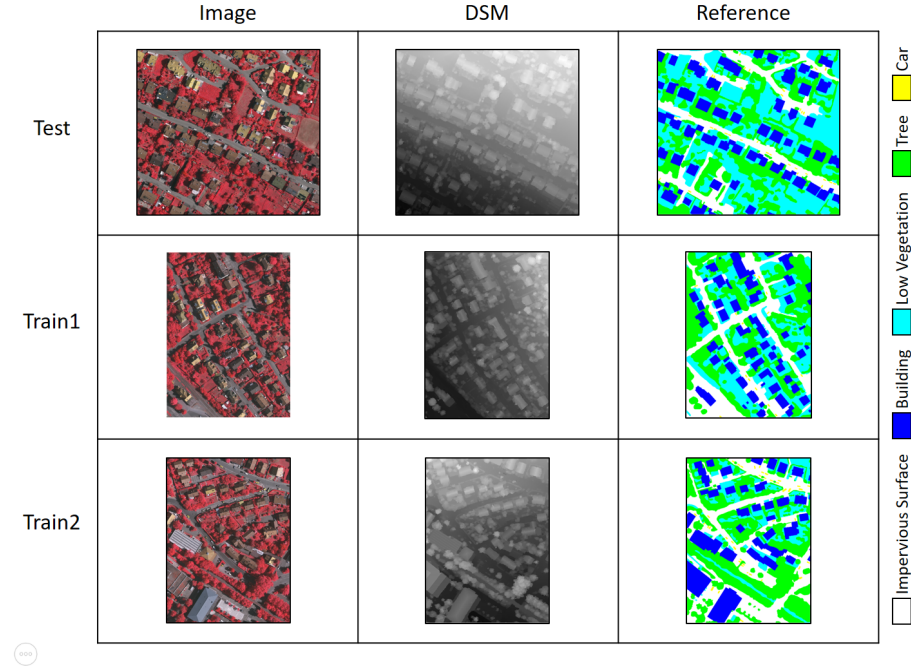 Image DSM Reference
Test
Train1
Train2
Car
Tree
Low Vegetation
Building
Impervious Surface